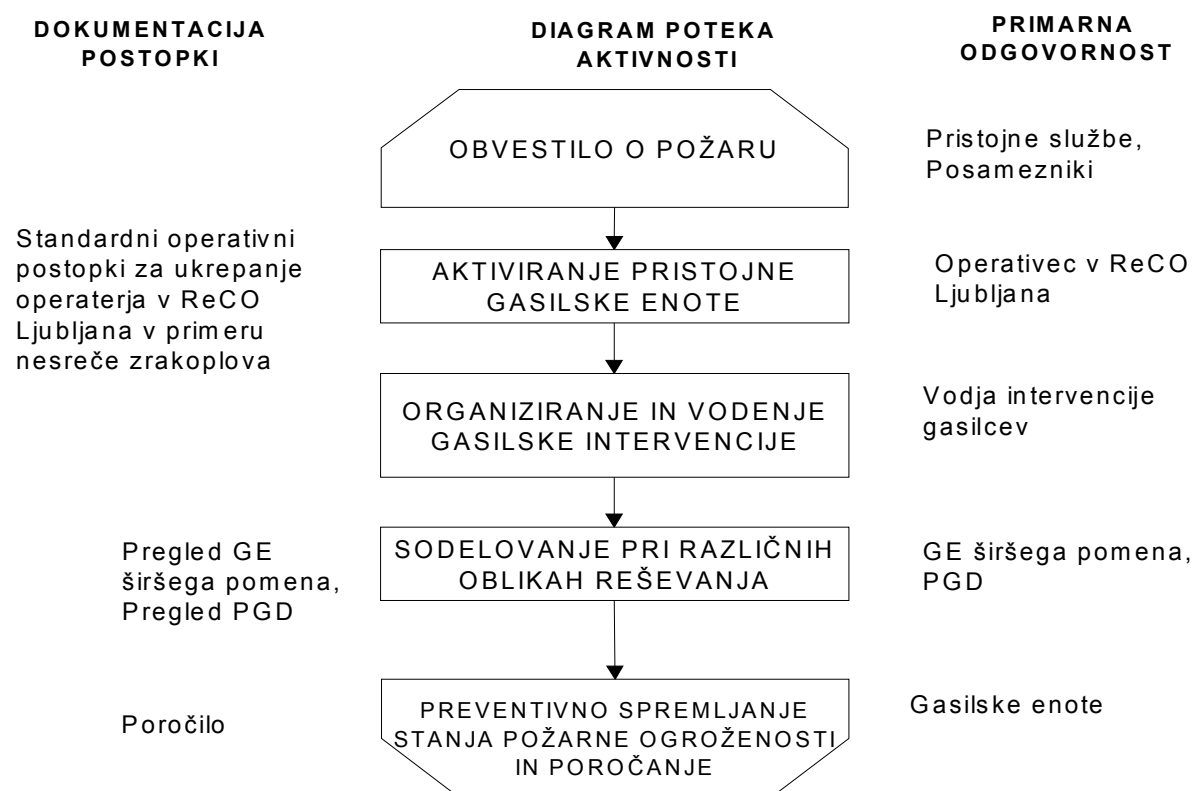 DOKUMENTACIJA
POSTOPKI
DIAGRAM POTEKA
AKTIVNOSTI
PRIMARNA
ODGOVORNOST
OBVESTILO O POŽARU
Pristojne službe,
Posamezniki
Standardni operativni
postopki za ukrepanje
operaterja v ReCO
Ljubljana v primeru
nesreče zrakoplova
AKTIVIRANJE PRISTOJNE
GASILSKE ENOTE
Operativec v ReCO
Ljubljana
ORGANIZIRANJE IN VODENJE
GASILSKE INTERVENCIJE
Vodja intervencije
gasilcev
Pregled GE
širšega pomena,
Pregled PGD
SODELOVANJE PRI RAZLIČNIH
OBLIKAH REŠEVANJA
GE širšega pomena,
PGD
Poročilo
PREVENTIVNO SPREMLJANJE
STANJA POŽARNE OGROŽENOSTI
IN POROČANJE
Gasilske enote